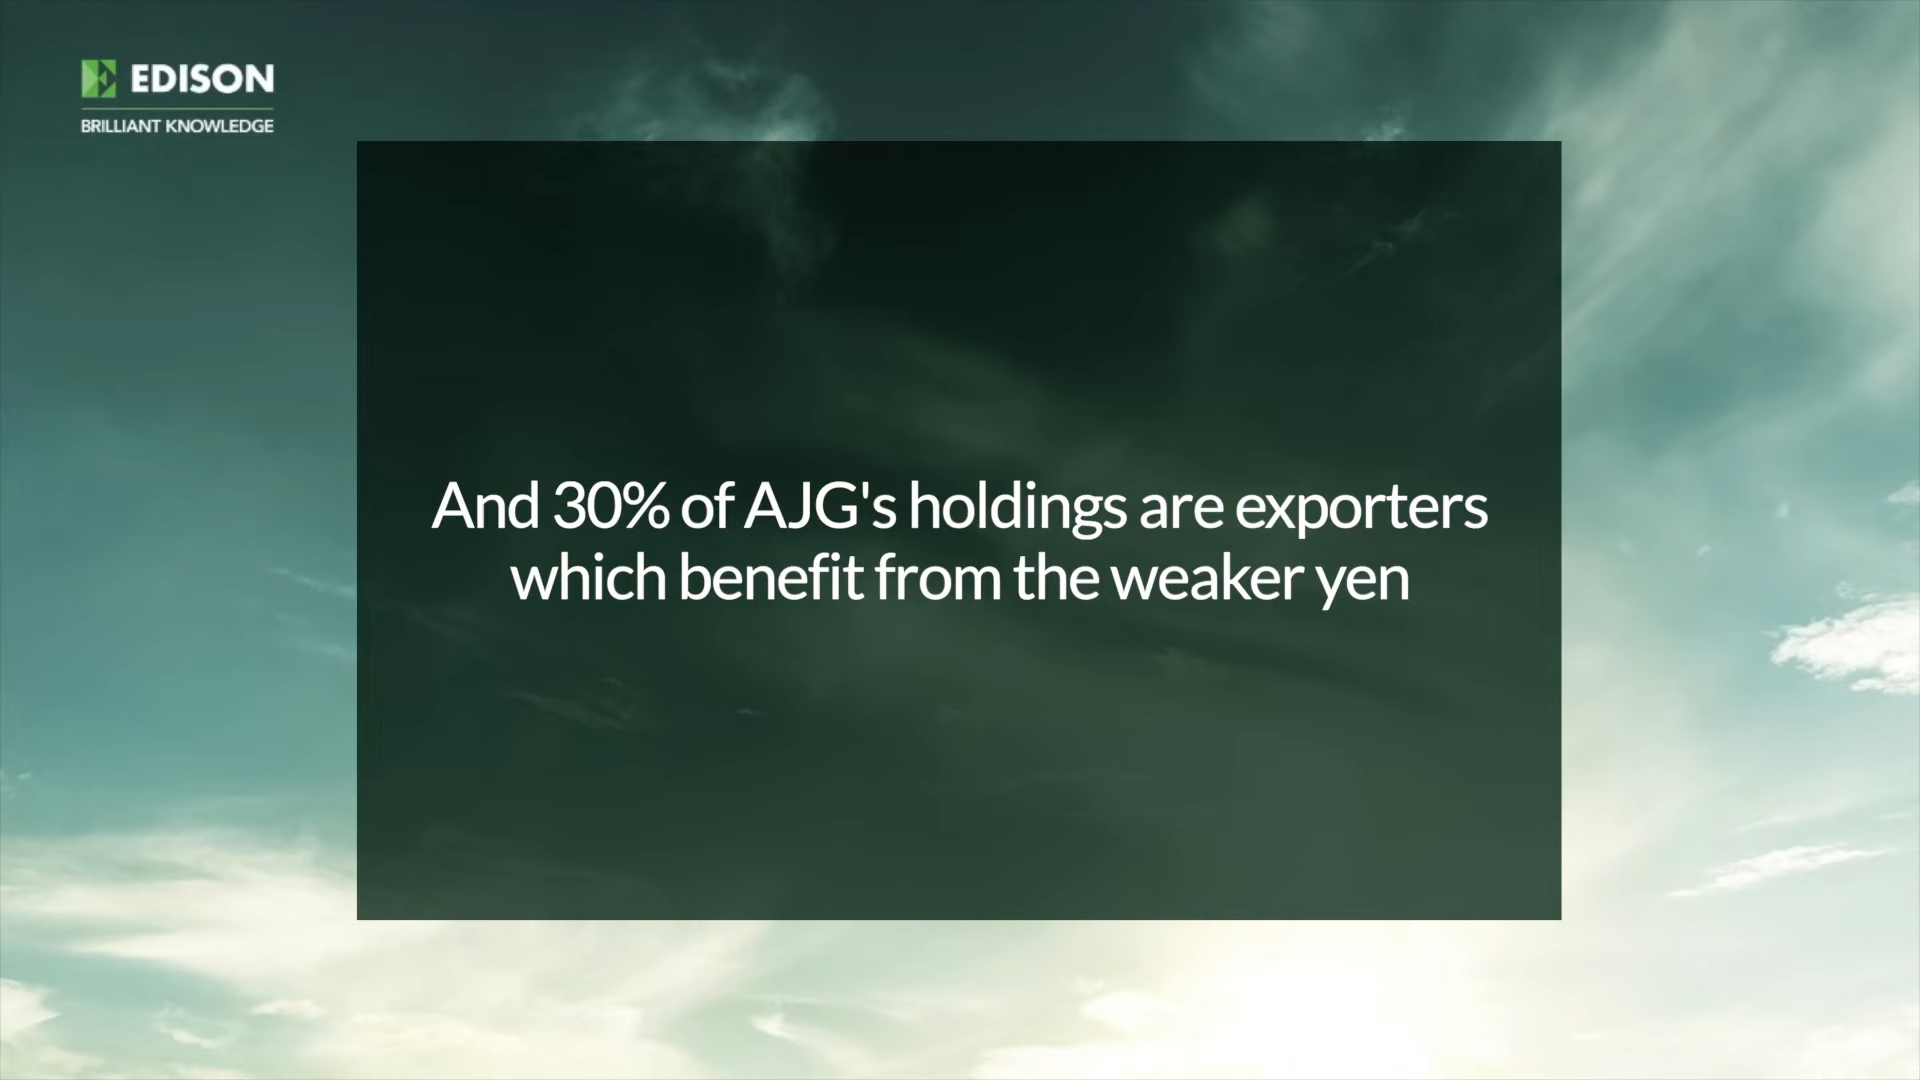 EDISON
BRILLIANT KNOWLEDGE
And 30% of AJG's holdings are exporters
which benefit from the weaker yen